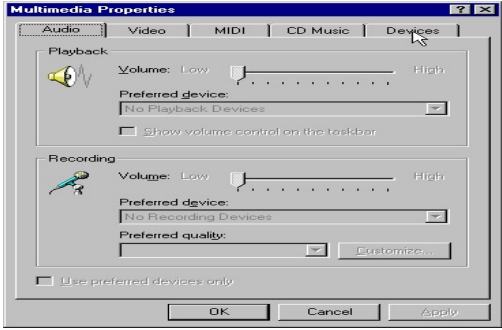 Multimedia Properties
Audio Video MIDI CD Music Devices
Playback
Volume: Low High
Preferred device:
No Playback Devices
Show volume control on the taskbar
Recording
Volume: Low High
Preferred device:
No Recording Devices
Preferred quality:
Customize...
Use preferred devices only
OK Cancel Apply